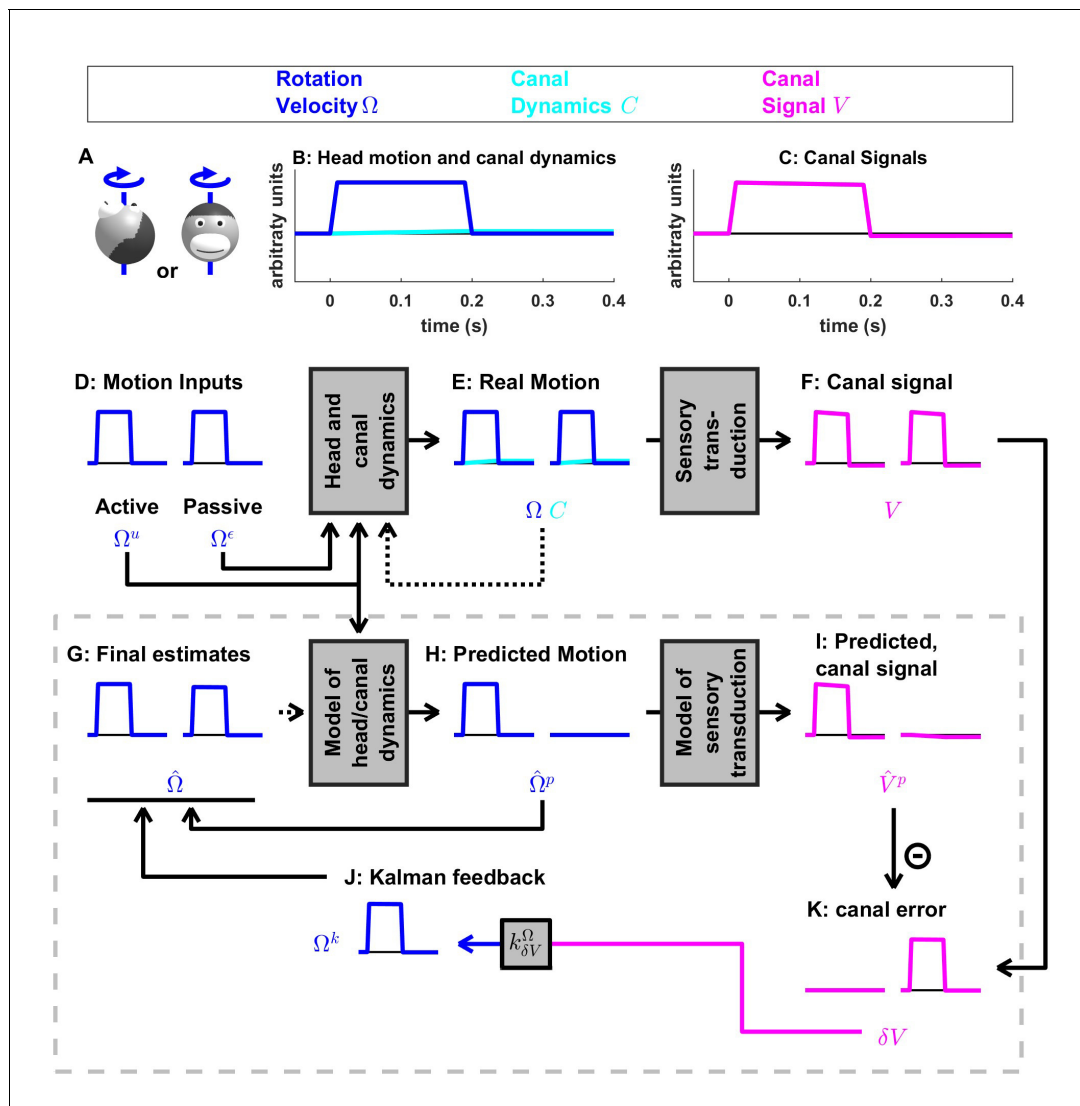 Rotation
Velocity Ω
Canal
Dynamics C
Canal
Signal V
A
or
B: Head motion and canal dynamics
arbitraty units
0 0.1 0.2 0.3 0.4
time (s)
C: Canal Signals
arbitraty units
0 0.1 0.2 0.3 0.4
time (s)
D: Motion Inputs
Active
Ωᵘ
Passive
Ωᵋ
Head and
canal
dynamics
E: Real Motion
Ω C
Sensory
trans-
duction
F: Canal signal
V
G: Final estimates
Ω̂
Model of
head/canal
dynamics
H: Predicted Motion
Ω̂ᵖ
Model of
sensory
transduction
I: Predicted,
canal signal
V̂ᵖ
⊖
J: Kalman feedback
Ωᵏ
k^Ω_δV
K: canal error
δV